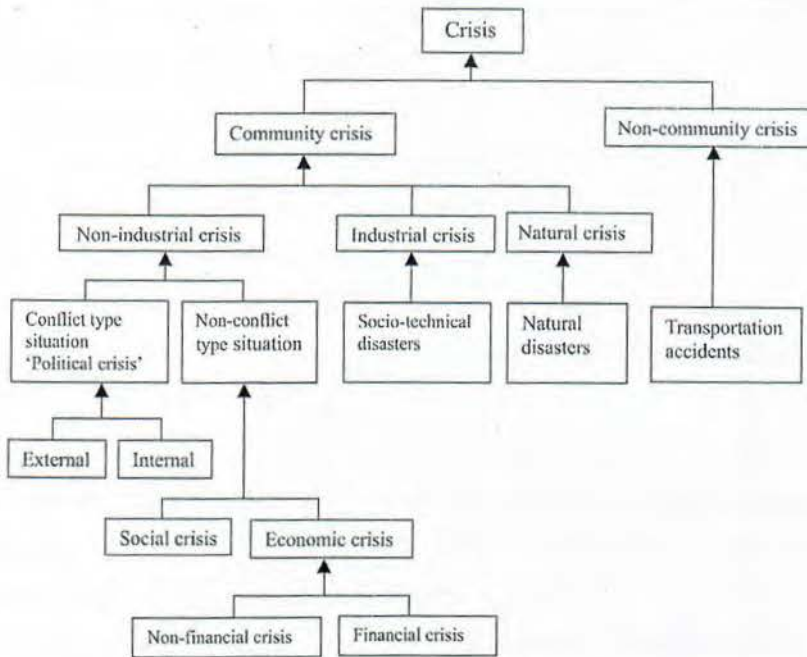 Crisis
Community crisis
Non-community crisis
Non-industrial crisis
Industrial crisis
Natural crisis
Conflict type
situation
‘Political crisis’
Non-conflict
type situation
Socio-technical
disasters
Natural
disasters
Transportation
accidents
External
Internal
Social crisis
Economic crisis
Non-financial crisis
Financial crisis